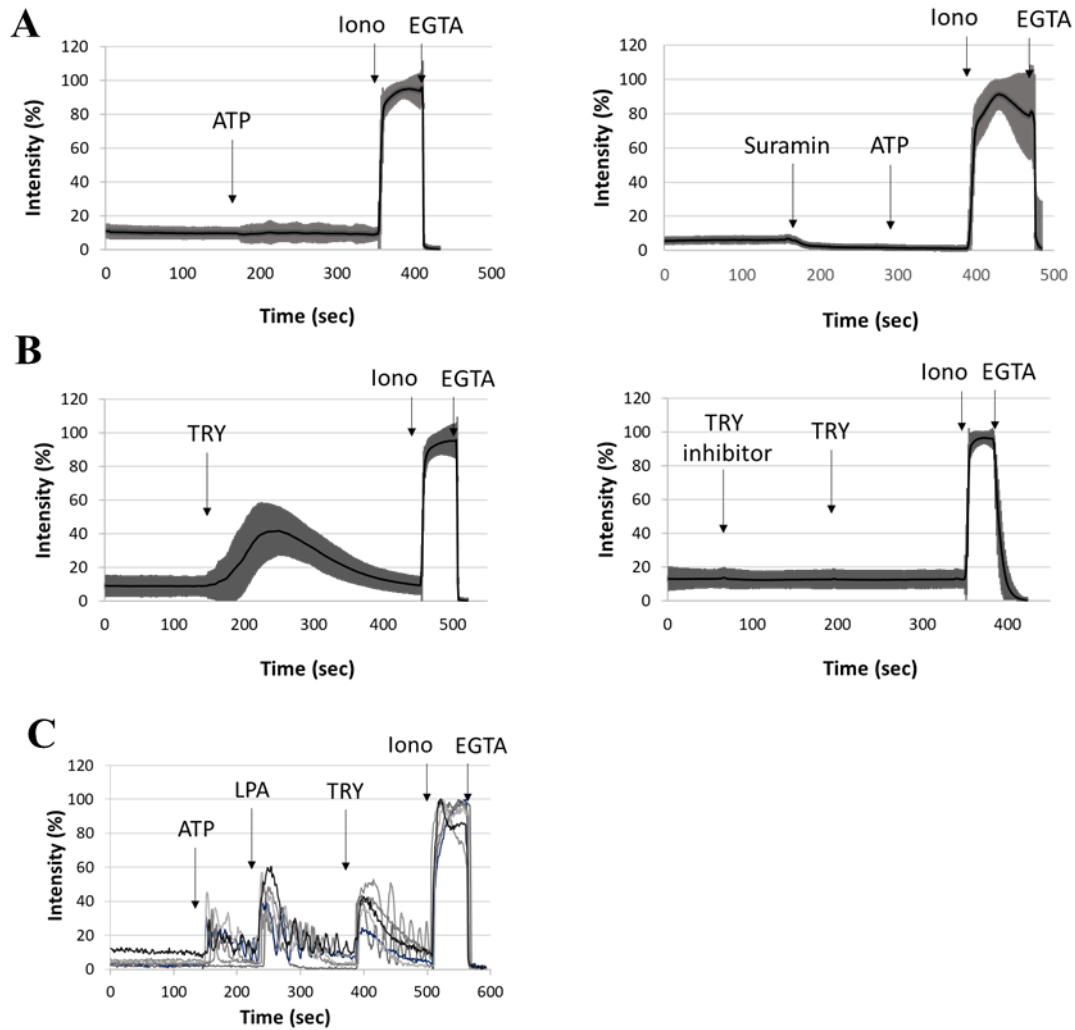 A
Iono EGTA
ATP
120
100
80
60
40
20
0
Intensity (%)
0 100 200 300 400 500
Time (sec)
Iono EGTA
Suramin ATP
120
100
80
60
40
20
0
Intensity (%)
0 100 200 300 400 500
Time (sec)
B
Iono EGTA
TRY
120
100
80
60
40
20
0
Intensity (%)
0 100 200 300 400 500
Time (sec)
Iono EGTA
TRY
inhibitor
TRY
120
100
80
60
40
20
0
Intensity (%)
0 100 200 300 400
Time (sec)
C
Iono EGTA
ATP LPA TRY
120
100
80
60
40
20
0
Intensity (%)
0 100 200 300 400 500 600
Time (sec)